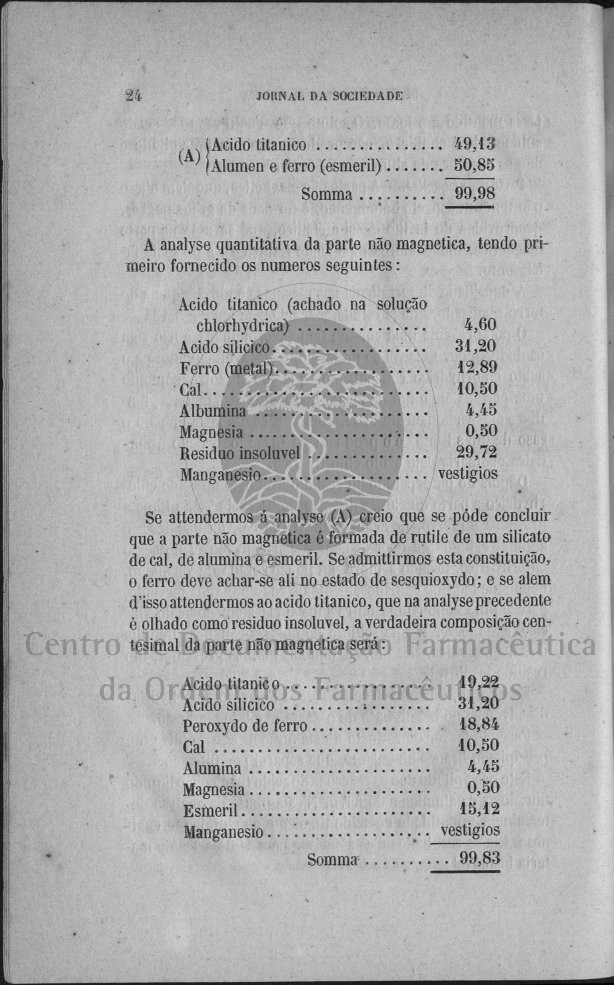 24 JORNAL DA SOCIEDADE
(A) Acido titanico ............... 49,13
Alumen e ferro (esmeril) ....... 50,85
Somma .......... 99,98
A analyse quantitativa da parte não magnetica, tendo pri-
meiro fornecido os numeros seguintes:
Acido titanico (achado na solução
chlorhydrica) ............... 4,60
Acido silicico .................. 31,20
Ferro (metal) .................. 12,89
Cal .......................... 10,50
Albumina ..................... 4,45
Magnesia ..................... 0,50
Residuo insoluvel .............. 29,72
Manganesio ................... vestigios
Se attendermos á analyse (A) creio que se póde concluir
que a parte não magnetica é formada de rutile de um silicato
de cal, de alumina e esmeril. Se admittirmos esta constituição,
o ferro deve achar-se ali no estado de sesquioxydo; e se alem
d'isso attendermos ao acido titanico, que na analyse precedente
é olhado como residuo insoluvel, a verdadeira composição cen-
tesimal da parte não magnetica será:
Centro de Documentação Farmacêutica
da Ordem dos Farmacêuticos
Acido titanico ................. 19,22
Acido silicico ................. 31,20
Peroxydo de ferro .............. 18,84
Cal ......................... 10,50
Alumina ..................... 4,45
Magnesia ..................... 0,50
Esmeril ...................... 15,12
Manganesio ................... vestigios
Somma .......... 99,83